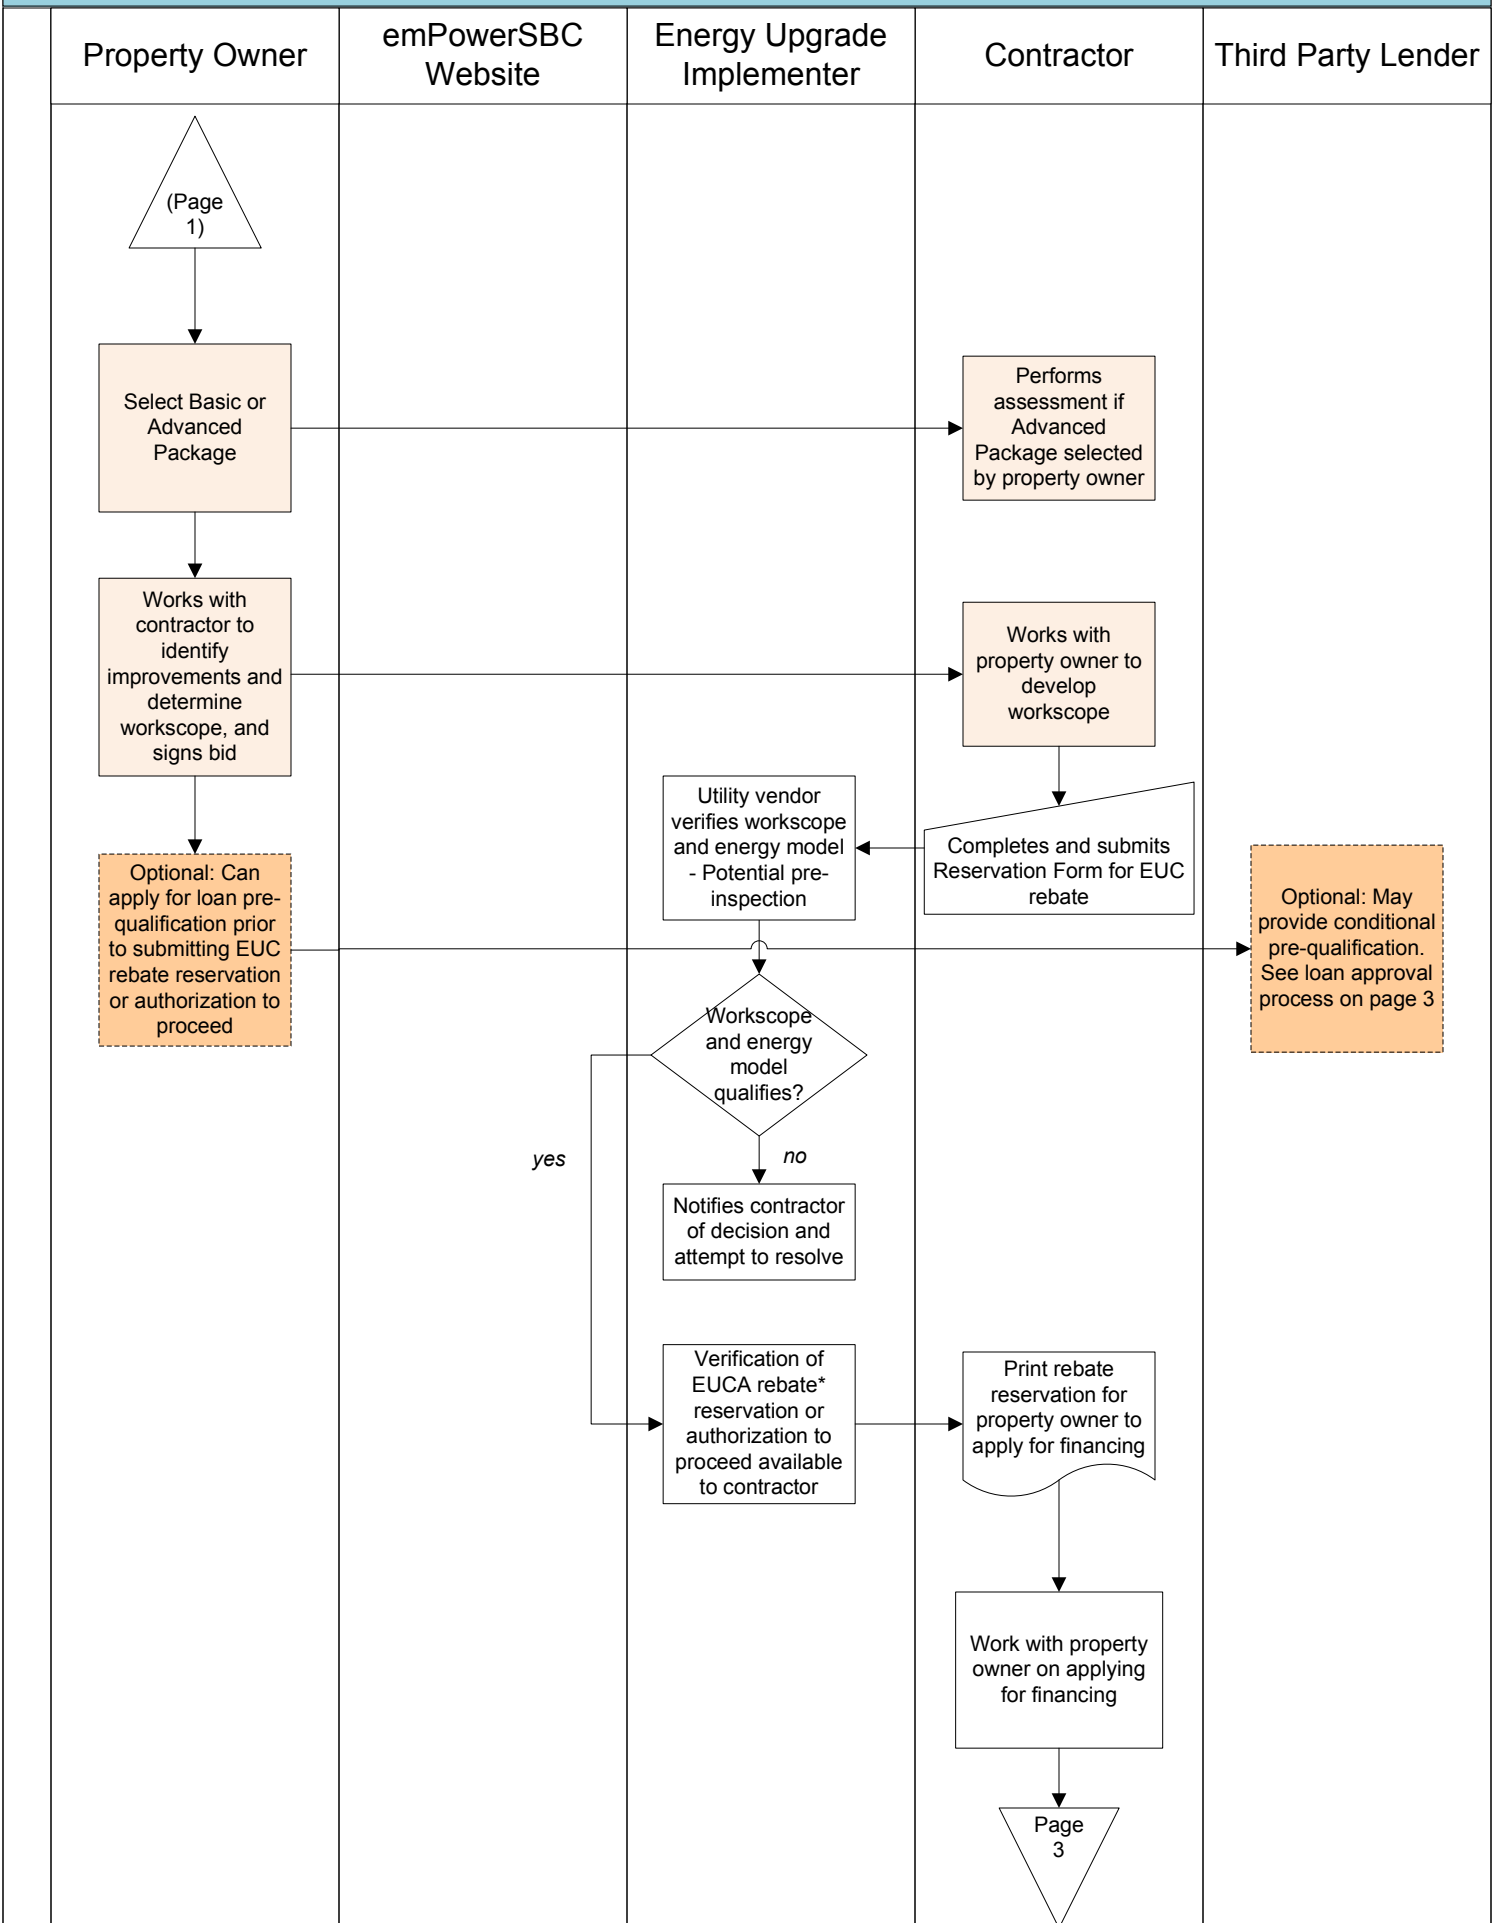 Property Owner
emPowerSBC
Website
Energy Upgrade
Implementer
Contractor
Third Party Lender
(Page
1)
Select Basic or
Advanced
Package
Performs
assessment if
Advanced
Package selected
by property owner
Works with
contractor to
identify
improvements and
determine
workscope, and
signs bid
Works with
property owner to
develop
workscope
Utility vendor
verifies workscope
and energy model
- Potential pre-
inspection
Completes and submits
Reservation Form for EUC
rebate
Optional: Can
apply for loan pre-
qualification prior
to submitting EUC
rebate reservation
or authorization to
proceed
Optional: May
provide conditional
pre-qualification.
See loan approval
process on page 3
Workscope
and energy
model
qualifies?
yes
no
Notifies contractor
of decision and
attempt to resolve
Verification of
EUCA rebate*
reservation or
authorization to
proceed available
to contractor
Print rebate
reservation for
property owner to
apply for financing
Work with property
owner on applying
for financing
Page
3